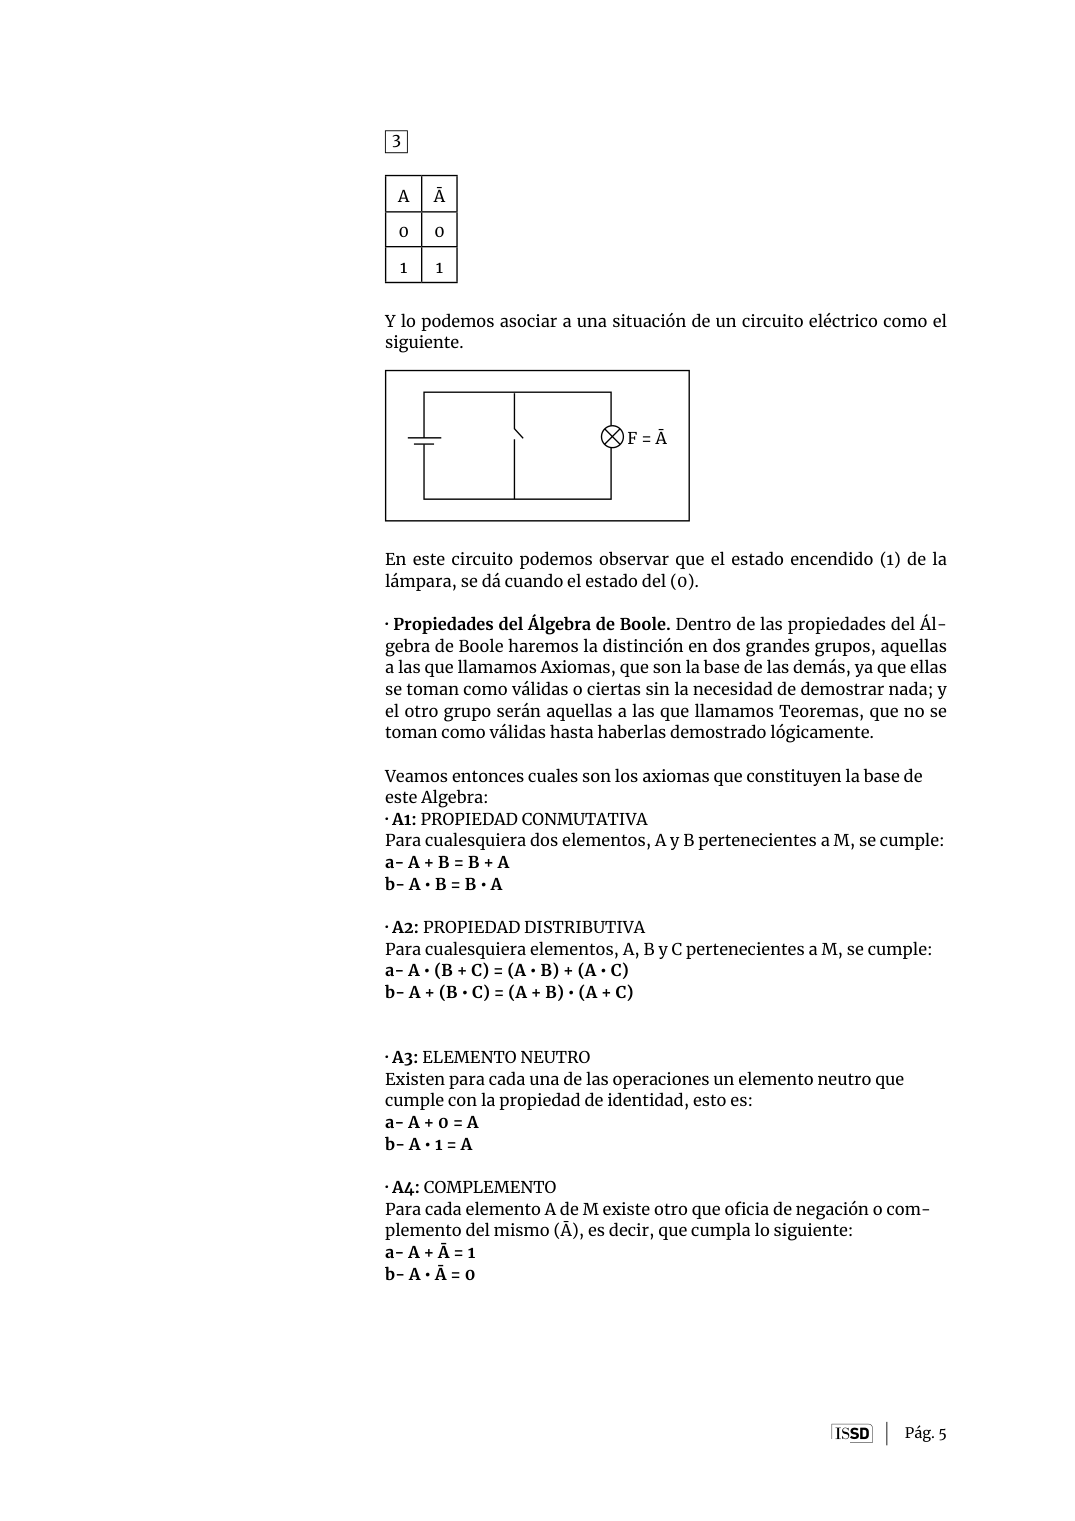 3
A Ā
0 0
1 1
Y lo podemos asociar a una situación de un circuito eléctrico como el
siguiente.
F = Ā
En este circuito podemos observar que el estado encendido (1) de la
lámpara, se dá cuando el estado del (0).
· Propiedades del Álgebra de Boole. Dentro de las propiedades del Ál-
gebra de Boole haremos la distinción en dos grandes grupos, aquellas
a las que llamamos Axiomas, que son la base de las demás, ya que ellas
se toman como válidas o ciertas sin la necesidad de demostrar nada; y
el otro grupo serán aquellas a las que llamamos Teoremas, que no se
toman como válidas hasta haberlas demostrado lógicamente.
Veamos entonces cuales son los axiomas que constituyen la base de
este Algebra:
· A1: PROPIEDAD CONMUTATIVA
Para cualesquiera dos elementos, A y B pertenecientes a M, se cumple:
a- A + B = B + A
b- A • B = B • A
· A2: PROPIEDAD DISTRIBUTIVA
Para cualesquiera elementos, A, B y C pertenecientes a M, se cumple:
a- A • (B + C) = (A • B) + (A • C)
b- A + (B • C) = (A + B) • (A + C)
· A3: ELEMENTO NEUTRO
Existen para cada una de las operaciones un elemento neutro que
cumple con la propiedad de identidad, esto es:
a- A + 0 = A
b- A • 1 = A
· A4: COMPLEMENTO
Para cada elemento A de M existe otro que oficia de negación o com-
plemento del mismo (Ā), es decir, que cumpla lo siguiente:
a- A + Ā = 1
b- A • Ā = 0
ISSD Pág. 5